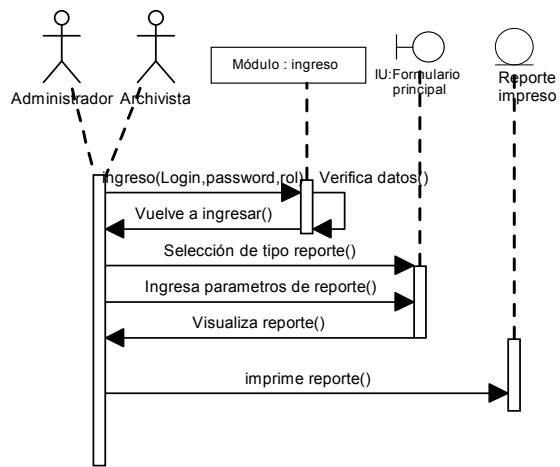 Administrador
Archivista
Módulo : ingreso
IU:Formulario
principal
Reporte
impreso
ingreso(Login,password,rol)
Verifica datos()
Vuelve a ingresar()
Selección de tipo reporte()
Ingresa parametros de reporte()
Visualiza reporte()
imprime reporte()